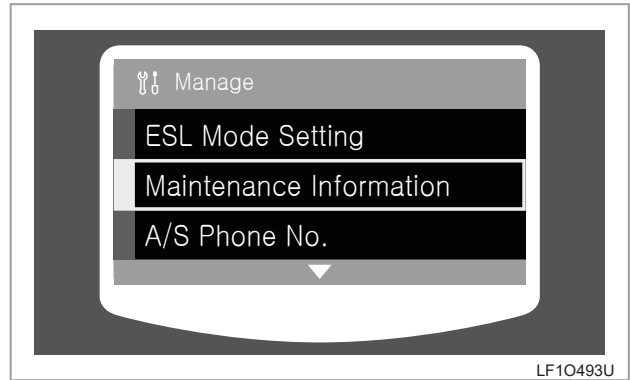 Manage
ESL Mode Setting
Maintenance Information
A/S Phone No.
LF1O493U